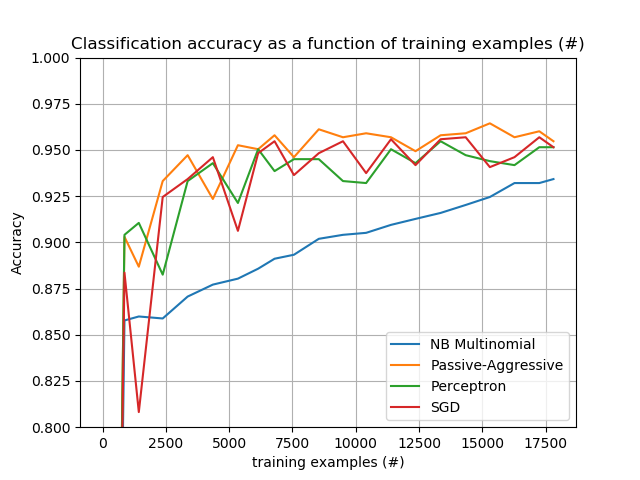 Classification accuracy as a function of training examples (#)
1.000
0.975
0.950
0.925
0.900
0.875
0.850
0.825
0.800
Accuracy
NB Multinomial
Passive-Aggressive
Perceptron
SGD
0 2500 5000 7500 10000 12500 15000 17500
training examples (#)